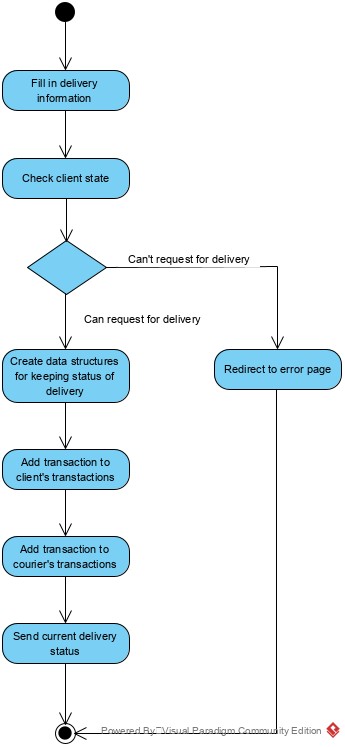 Fill in delivery
information
Check client state
Can't request for delivery
Can request for delivery
Create data structures
for keeping status of
delivery
Redirect to error page
Add transaction to
client's transtactions
Add transaction to
courier's transactions
Send current delivery
status
Powered By Visual Paradigm Community Edition